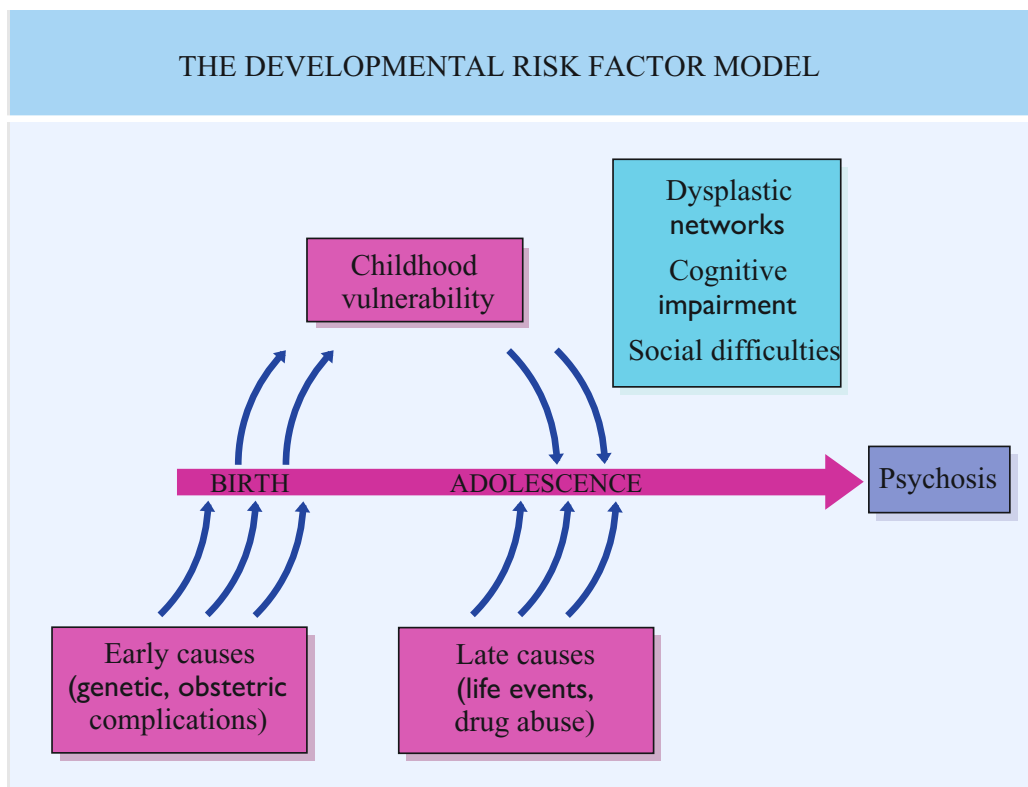 THE DEVELOPMENTAL RISK FACTOR MODEL
Dysplastic
networks
Cognitive
impairment
Social difficulties
Childhood
vulnerability
BIRTH
ADOLESCENCE
Psychosis
Early causes
(genetic, obstetric
complications)
Late causes
(life events,
drug abuse)